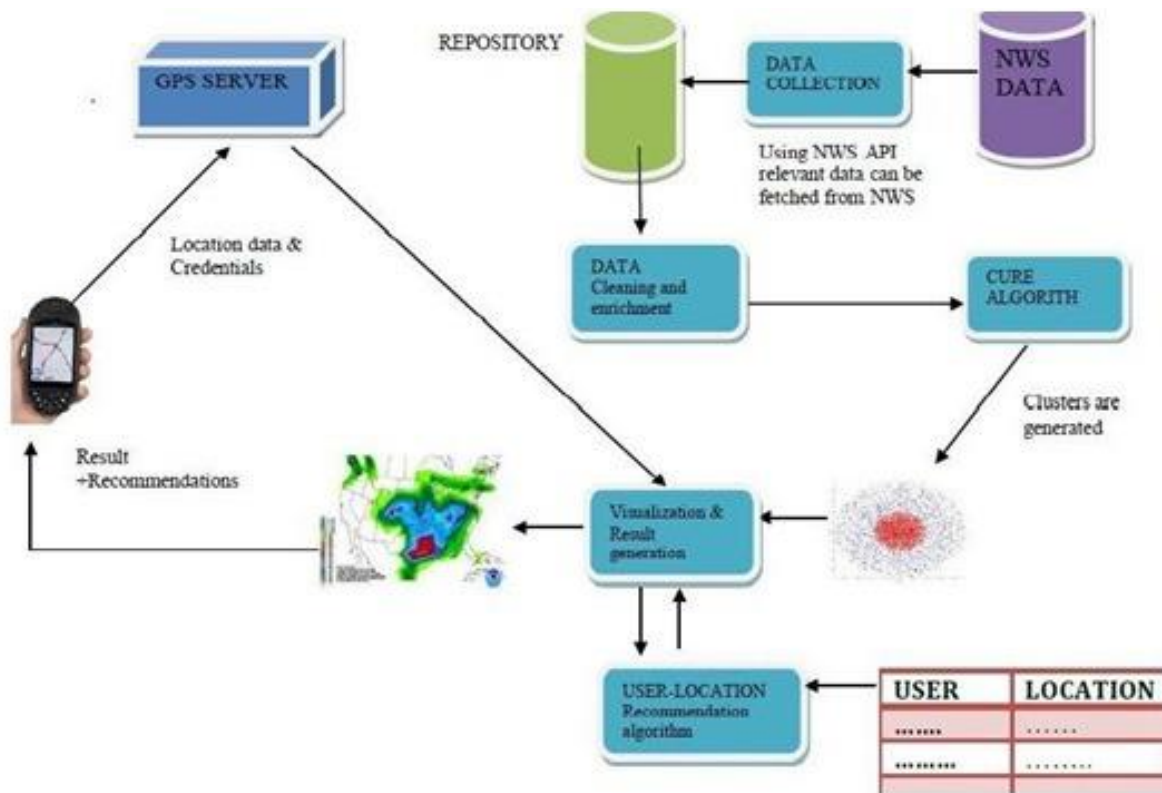 GPS SERVER
REPOSITORY
DATA
COLLECTION
NWS
DATA
Using NWS API
relevant data can be
fetched from NWS
Location data &
Credentials
DATA
Cleaning and
enrichment
CURE
ALGORITH
Clusters are
generated
Result
+Recommendations
Visualization &
Result
generation
USER-LOCATION
Recommendation
algorithm
USER LOCATION
....... ......
......... ........